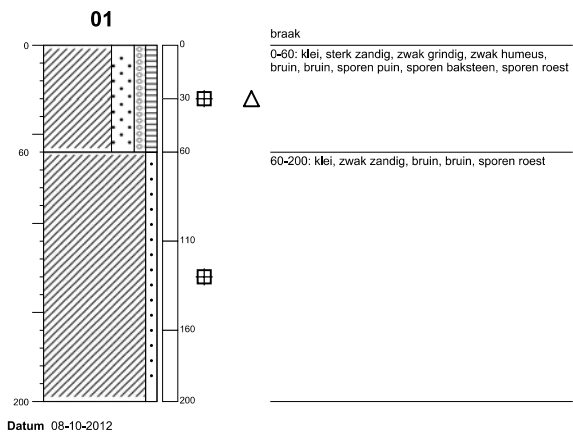 01
braak
0 0
0-60: klei, sterk zandig, zwak grindig, zwak humeus,
bruin, bruin, sporen puin, sporen baksteen, sporen roest
30
60 60
60-200: klei, zwak zandig, bruin, bruin, sporen roest
110
160
200 200
Datum 08-10-2012